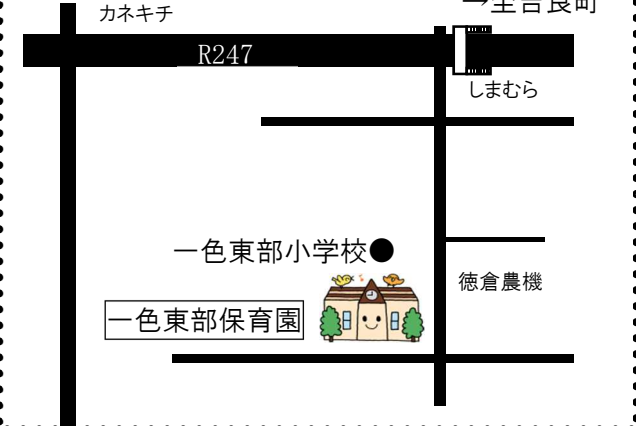 →至吉良町
カネキチ
R247
しまむら
一色東部小学校●
徳倉農機
一色東部保育園